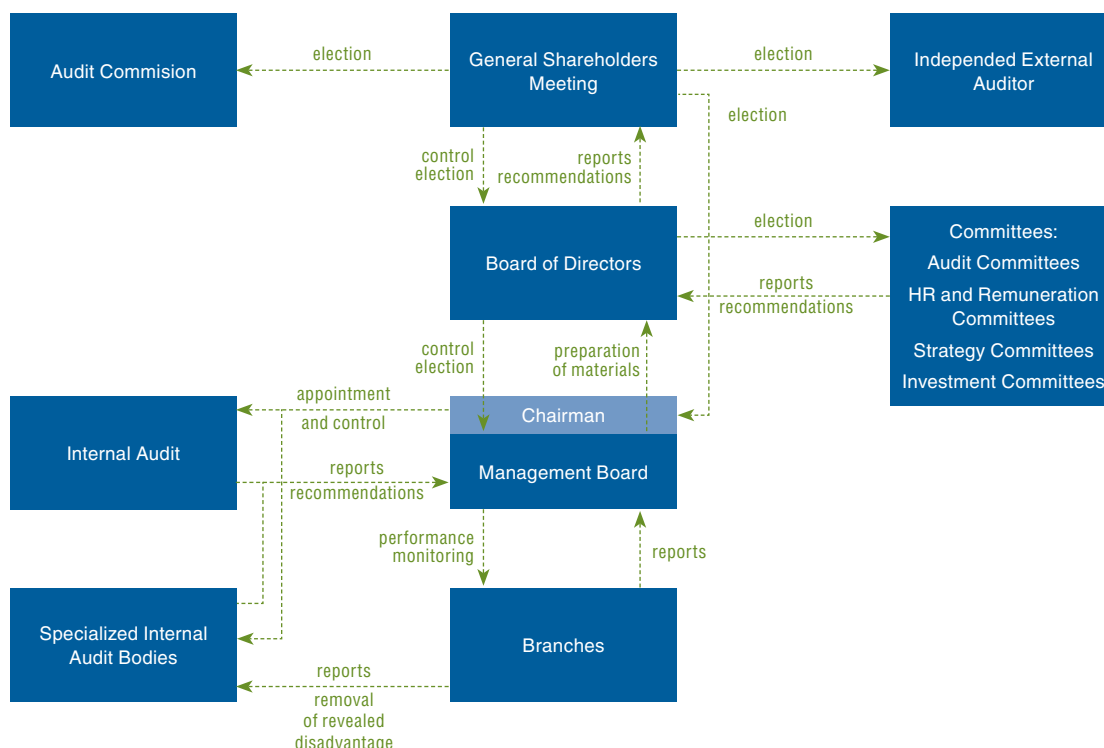 Audit Commision
election
General Shareholders
Meeting
election
Independed External
Auditor
election
control
election
reports
recommendations
Board of Directors
election
reports
recommendations
Committees:
Audit Committees
HR and Remuneration
Committees
Strategy Committees
Investment Committees
control
election
preparation
of materials
appointment
and control
Chairman
Internal Audit
Management Board
reports
recommendations
performance
monitoring
reports
Specialized Internal
Audit Bodies
Branches
reports
removal
of revealed
disadvantage